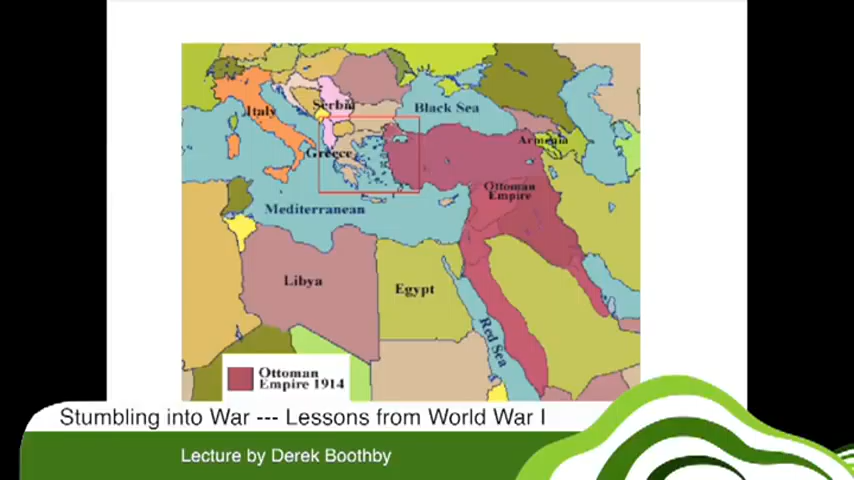 Serbia
Black Sea
Italy
Armenia
Greece
Ottoman
Empire
Mediterranean
Libya
Egypt
Red Sea
Ottoman
Empire 1914
Stumbling into War --- Lessons from World War I
Lecture by Derek Boothby